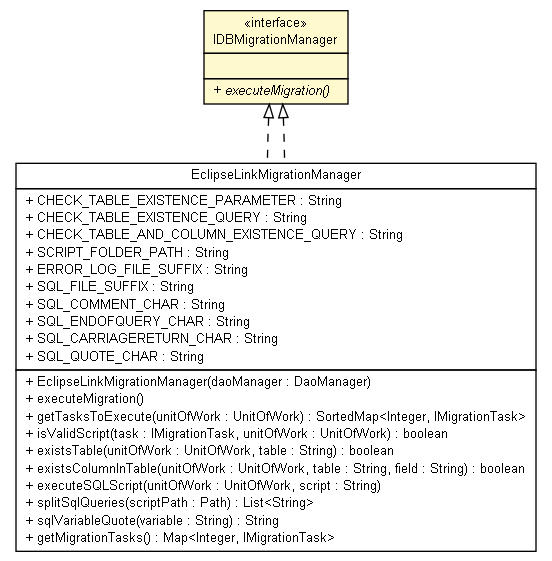 «interface»
IDBMigrationManager
+ executeMigration()
EclipseLinkMigrationManager
+ CHECK_TABLE_EXISTENCE_PARAMETER : String
+ CHECK_TABLE_EXISTENCE_QUERY : String
+ CHECK_TABLE_AND_COLUMN_EXISTENCE_QUERY : String
+ SCRIPT_FOLDER_PATH : String
+ ERROR_LOG_FILE_SUFFIX : String
+ SQL_FILE_SUFFIX : String
+ SQL_COMMENT_CHAR : String
+ SQL_ENDOFQUERY_CHAR : String
+ SQL_CARRIAGERETURN_CHAR : String
+ SQL_QUOTE_CHAR : String
+ EclipseLinkMigrationManager(daoManager : DaoManager)
+ executeMigration()
+ getTasksToExecute(unitOfWork : UnitOfWork) : SortedMap<Integer, IMigrationTask>
+ isValidScript(task : IMigrationTask, unitOfWork : UnitOfWork) : boolean
+ existsTable(unitOfWork : UnitOfWork, table : String) : boolean
+ existsColumnInTable(unitOfWork : UnitOfWork, table : String, field : String) : boolean
+ executeSQLScript(unitOfWork : UnitOfWork, script : String)
+ splitSqlQueries(scriptPath : Path) : List<String>
+ sqlVariableQuote(variable : String) : String
+ getMigrationTasks() : Map<Integer, IMigrationTask>